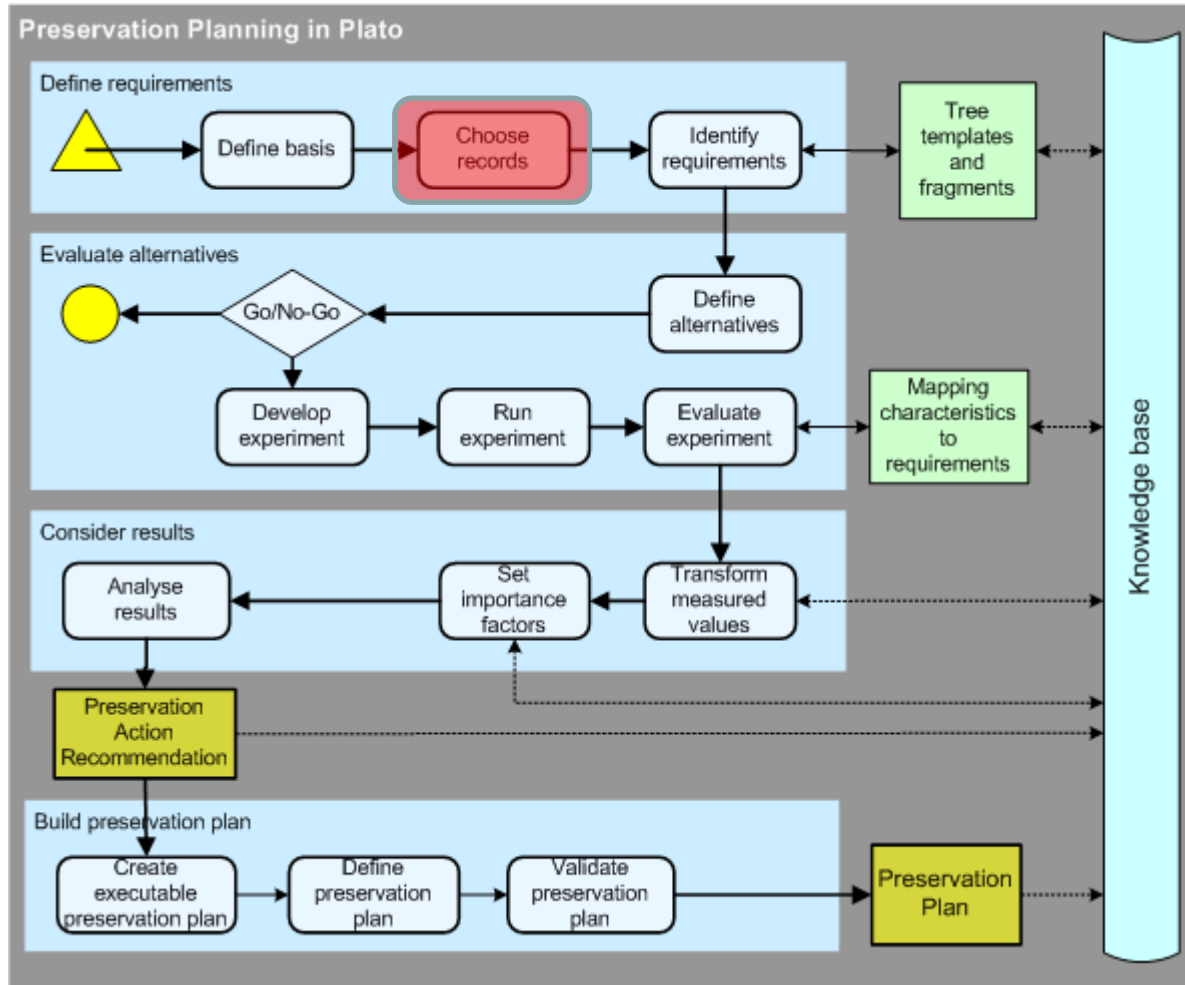 Preservation Planning in Plato
Define requirements
Define basis
Choose
records
Identify
requirements
Tree
templates
and
fragments
Evaluate alternatives
Go/No-Go
Define
alternatives
Develop
experiment
Run
experiment
Evaluate
experiment
Mapping
characteristics
to
requirements
Knowledge base
Consider results
Analyse
results
Set
importance
factors
Transform
measured
values
Preservation
Action
Recommendation
Build preservation plan
Create
executable
preservation plan
Define
preservation
plan
Validate
preservation
plan
Preservation
Plan